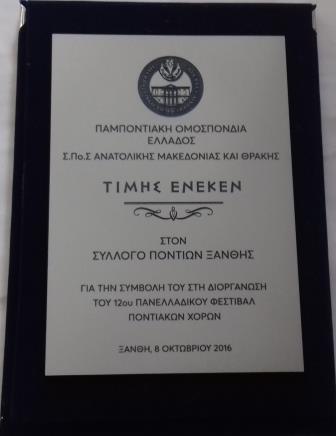 ΠΑΜΠΟΝΤΙΑΚΗ ΟΜΟΣΠΟΝΔΙΑ
ΕΛΛΑΔΟΣ
Σ.Πο.Σ ΑΝΑΤΟΛΙΚΗΣ ΜΑΚΕΔΟΝΙΑΣ ΚΑΙ ΘΡΑΚΗΣ
ΤΙΜΗΣ ΕΝΕΚΕΝ
ΣΤΟΝ
ΣΥΛΛΟΓΟ ΠΟΝΤΙΩΝ ΞΑΝΘΗΣ
ΓΙΑ ΤΗΝ ΣΥΜΒΟΛΗ ΤΟΥ ΣΤΗ ΔΙΟΡΓΑΝΩΣΗ
ΤΟΥ 12ου ΠΑΝΕΛΛΑΔΙΚΟΥ ΦΕΣΤΙΒΑΛ
ΠΟΝΤΙΑΚΩΝ ΧΟΡΩΝ
ΞΑΝΘΗ, 8 ΟΚΤΩΒΡΙΟΥ 2016